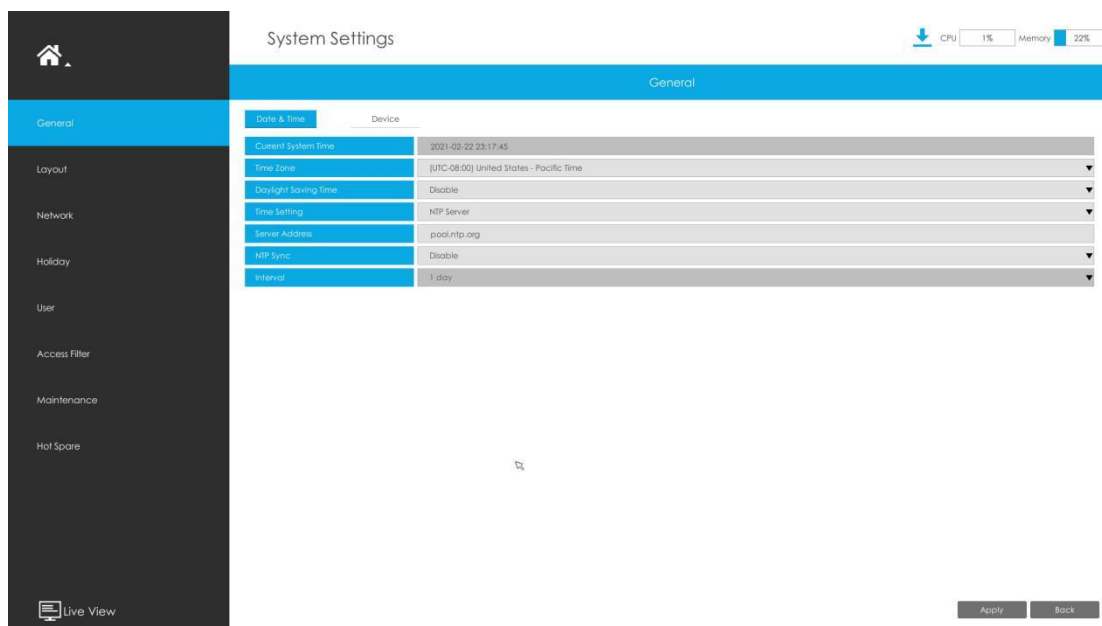 System Settings
CPU 1% Memory 22%
General
General
Layout
Network
Holiday
User
Access Filter
Maintenance
Hot Spare
Live View
Date & Time Device
Current System Time 2021-02-22 23:17:45
Time Zone (UTC-08:00) United States - Pacific Time
Daylight Saving Time Disable
Time Setting NTP Server
Server Address pool.ntp.org
NTP Sync Disable
Interval 1 day
Apply Back